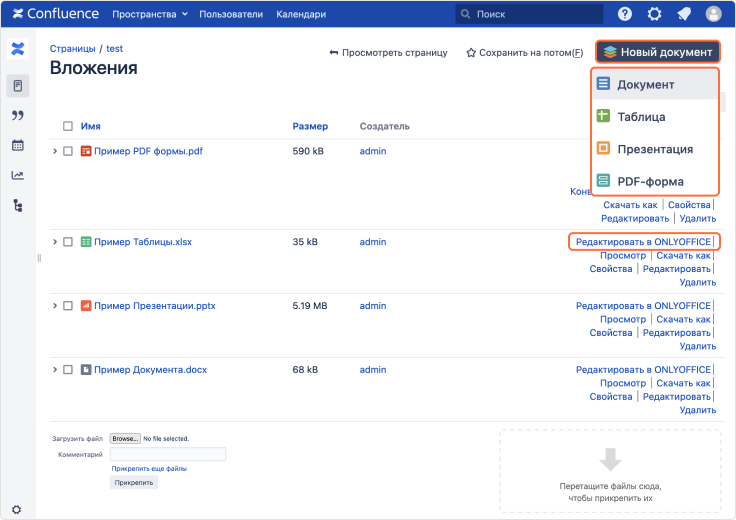 Confluence Пространства Пользователи Календари Поиск
Страницы / test
Вложения
Просмотреть страницу Сохранить на потом(F) Новый документ
Документ
Таблица
Презентация
PDF-форма
Имя Размер Создатель
Пример PDF формы.pdf 590 kB admin
Скачать как | Свойства |
Редактировать | Удалить
Пример Таблицы.xlsx 35 kB admin Редактировать в ONLYOFFICE |
Просмотр | Скачать как |
Свойства | Редактировать |
Удалить
Пример Презентации.pptx 5.19 MB admin Редактировать в ONLYOFFICE |
Просмотр | Скачать как |
Свойства | Редактировать |
Удалить
Пример Документа.docx 68 kB admin Редактировать в ONLYOFFICE |
Просмотр | Скачать как |
Свойства | Редактировать |
Удалить
Загрузить файл Browse... No file selected.
Комментарий
Прикрепить еще файлы
Прикрепить
Перетащите файлы сюда,
чтобы прикрепить их